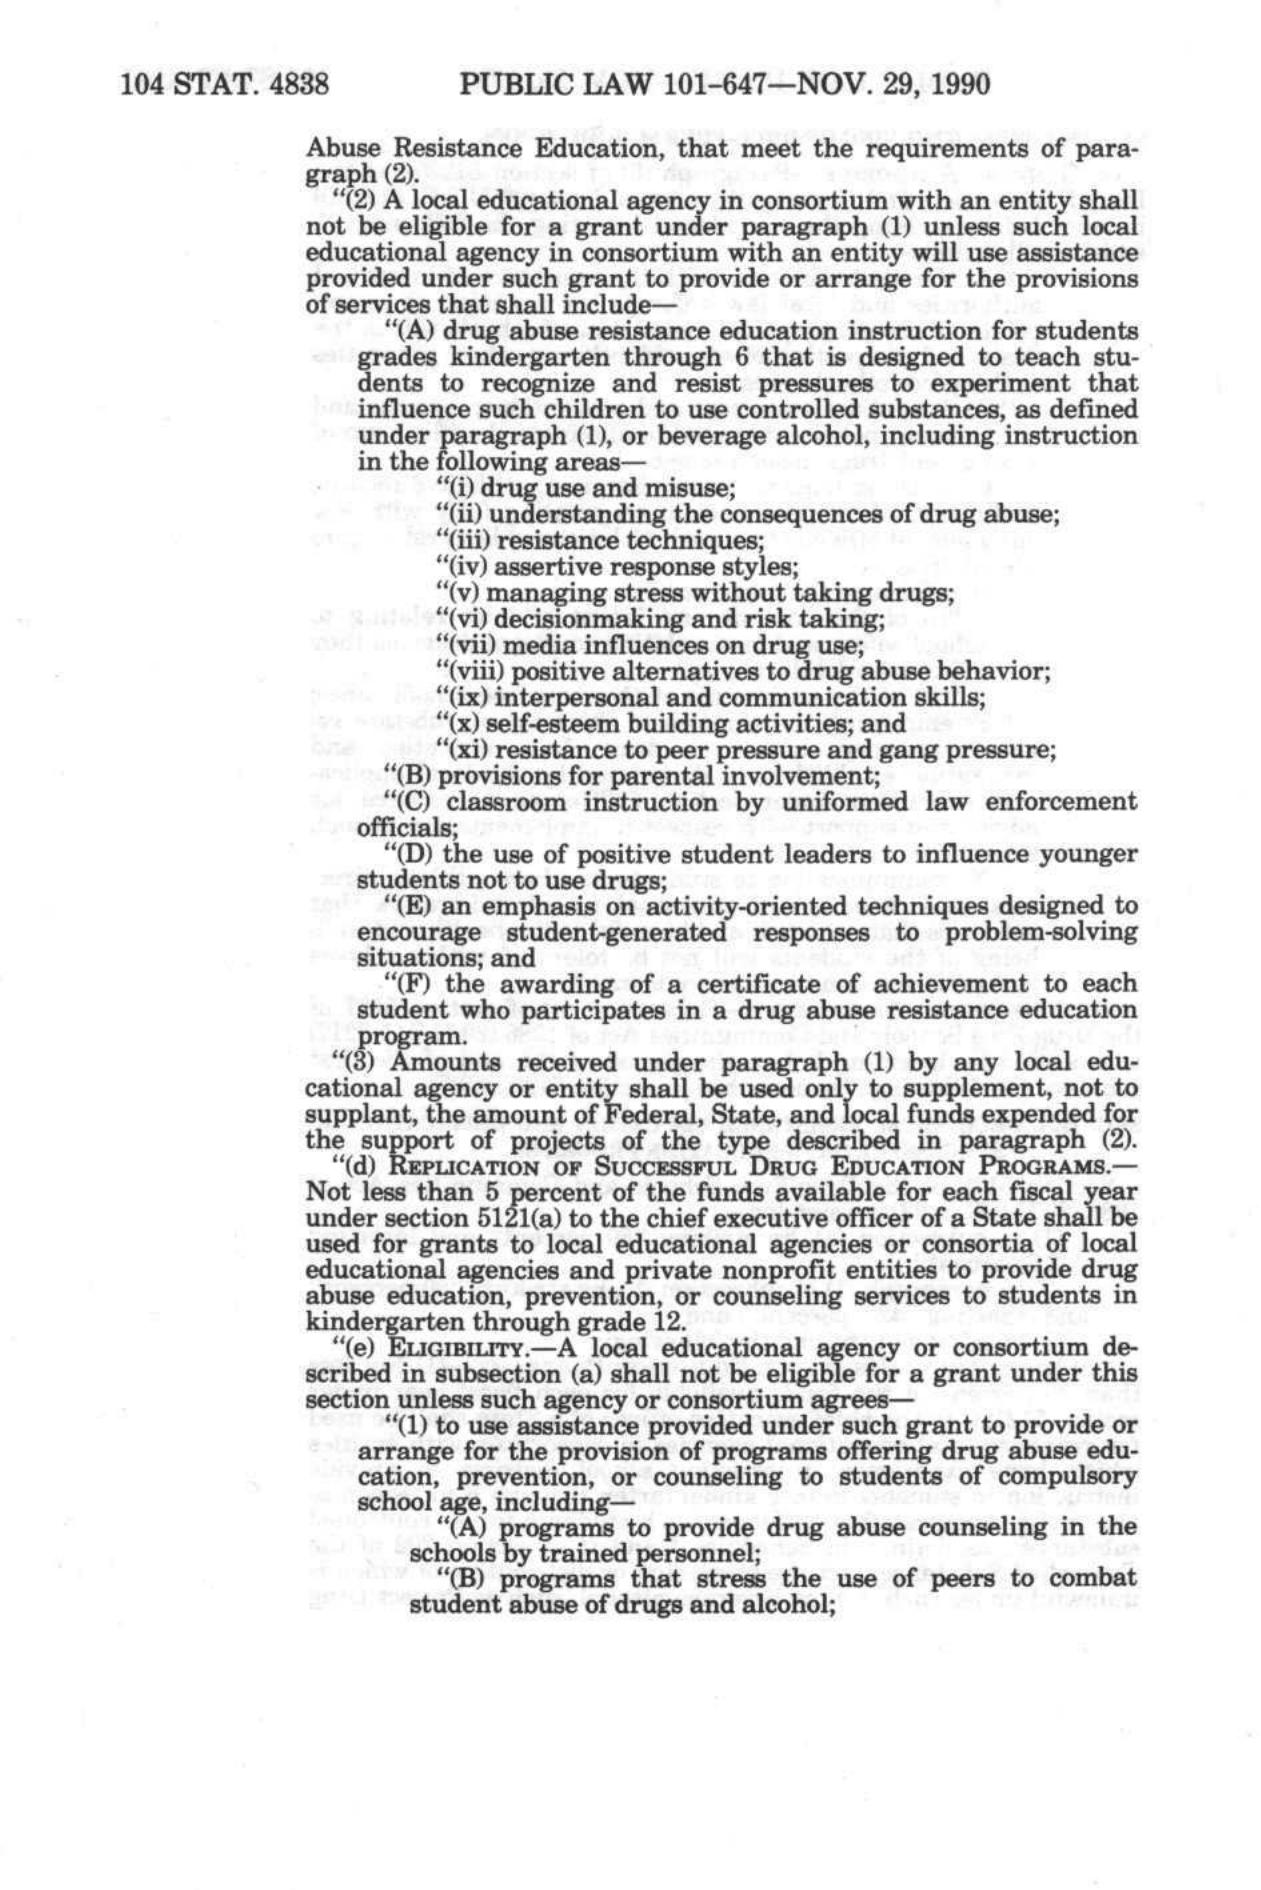 104 STAT. 4838 PUBLIC LAW 101-647—NOV. 29, 1990
Abuse Resistance Education, that meet the requirements of para-
graph (2).
“(2) A local educational agency in consortium with an entity shall
not be eligible for a grant under paragraph (1) unless such local
educational agency in consortium with an entity will use assistance
provided under such grant to provide or arrange for the provisions
of services that shall include—
“(A) drug abuse resistance education instruction for students
grades kindergarten through 6 that is designed to teach stu-
dents to recognize and resist pressures to experiment that
influence such children to use controlled substances, as defined
under paragraph (1), or beverage alcohol, including instruction
in the following areas—
“(i) drug use and misuse;
“(ii) understanding the consequences of drug abuse;
“(iii) resistance techniques;
“(iv) assertive response styles;
“(v) managing stress without taking drugs;
“(vi) decisionmaking and risk taking;
“(vii) media influences on drug use;
“(viii) positive alternatives to drug abuse behavior;
“(ix) interpersonal and communication skills;
“(x) self-esteem building activities; and
“(xi) resistance to peer pressure and gang pressure;
“(B) provisions for parental involvement;
“(C) classroom instruction by uniformed law enforcement
officials;
“(D) the use of positive student leaders to influence younger
students not to use drugs;
“(E) an emphasis on activity-oriented techniques designed to
encourage student-generated responses to problem-solving
situations; and
“(F) the awarding of a certificate of achievement to each
student who participates in a drug abuse resistance education
program.
“(3) Amounts received under paragraph (1) by any local edu-
cational agency or entity shall be used only to supplement, not to
supplant, the amount of Federal, State, and local funds expended for
the support of projects of the type described in paragraph (2).
“(d) REPLICATION OF SUCCESSFUL DRUG EDUCATION PROGRAMS.—
Not less than 5 percent of the funds available for each fiscal year
under section 5121(a) to the chief executive officer of a State shall be
used for grants to local educational agencies or consortia of local
educational agencies and private nonprofit entities to provide drug
abuse education, prevention, or counseling services to students in
kindergarten through grade 12.
“(e) ELIGIBILITY.—A local educational agency or consortium de-
scribed in subsection (a) shall not be eligible for a grant under this
section unless such agency or consortium agrees—
“(1) to use assistance provided under such grant to provide or
arrange for the provision of programs offering drug abuse edu-
cation, prevention, or counseling to students of compulsory
school age, including—
“(A) programs to provide drug abuse counseling in the
schools by trained personnel;
“(B) programs that stress the use of peers to combat
student abuse of drugs and alcohol;